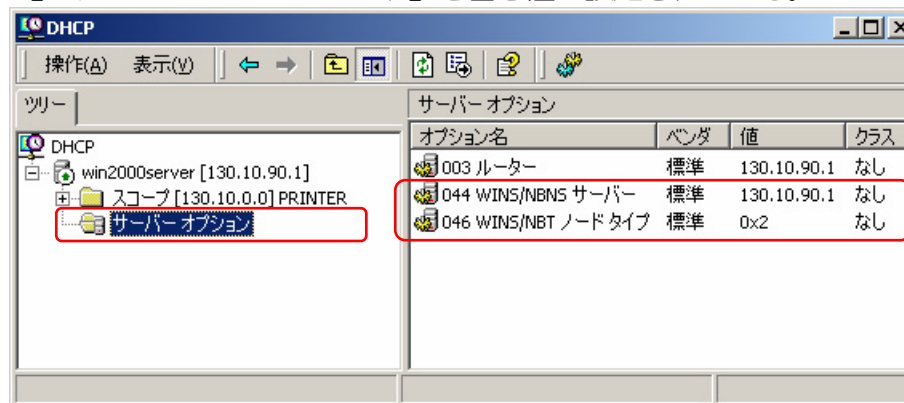 DHCP
操作(A) 表示(V)
ツリー
サーバー オプション
DHCP
win2000server [130.10.90.1]
スコープ [130.10.0.0] PRINTER
サーバー オプション
オプション名 ベンダ 値 クラス
003 ルーター 標準 130.10.90.1 なし
044 WINS/NBNS サーバー 標準 130.10.90.1 なし
046 WINS/NBT ノード タイプ 標準 0x2 なし